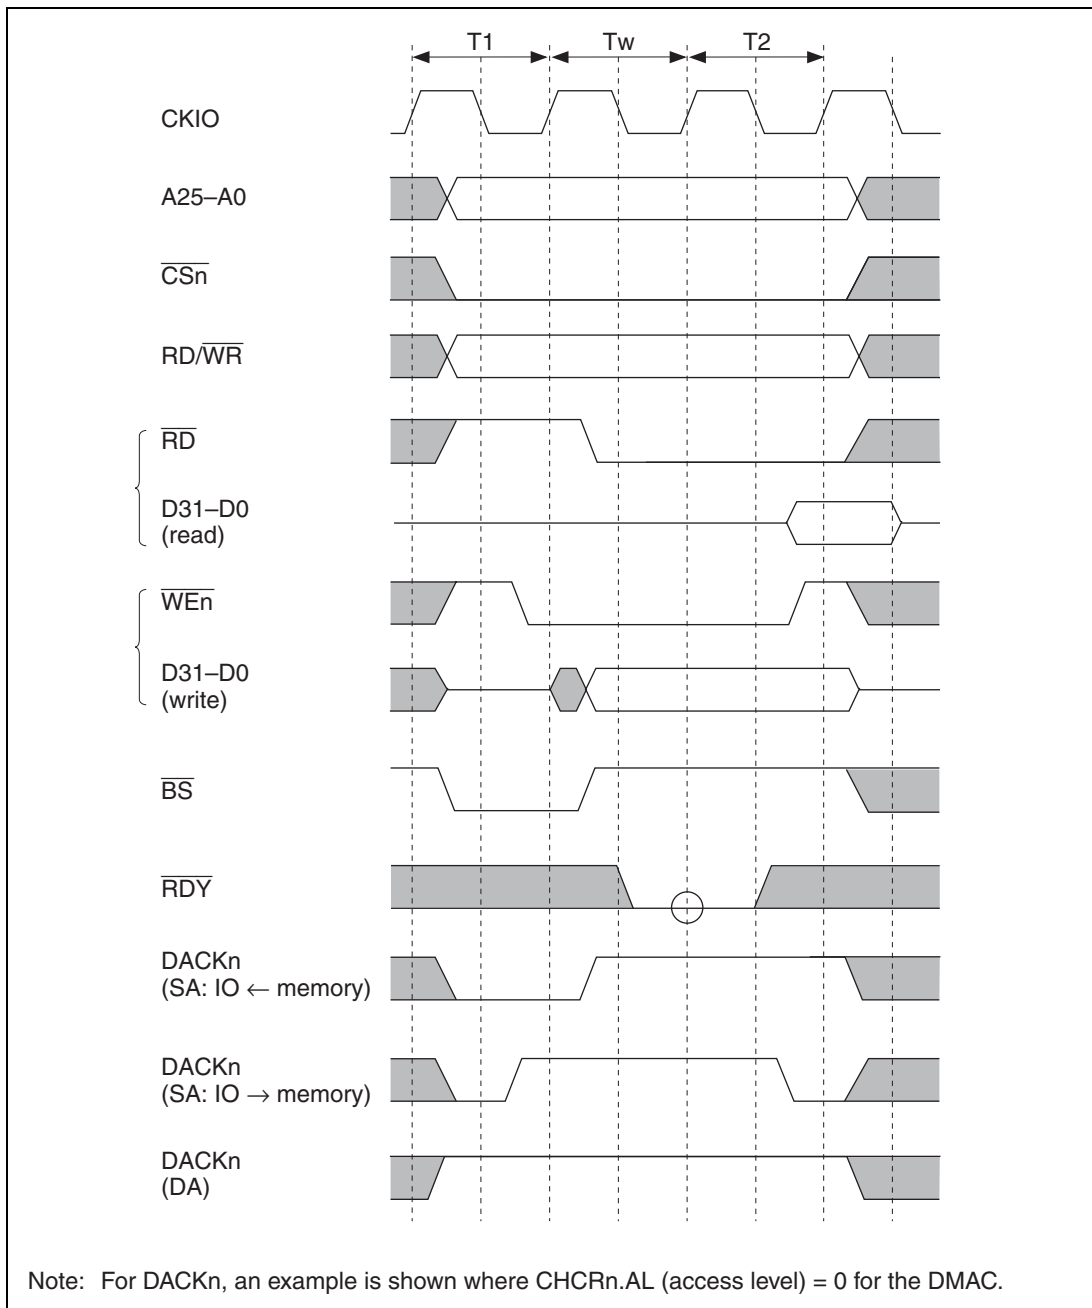 T1 Tw T2
CKIO
A25–A0
CSn
RD/WR
RD
D31–D0
(read)
WEn
D31–D0
(write)
BS
RDY
DACKn
(SA: IO ← memory)
DACKn
(SA: IO → memory)
DACKn
(DA)
Note: For DACKn, an example is shown where CHCRn.AL (access level) = 0 for the DMAC.